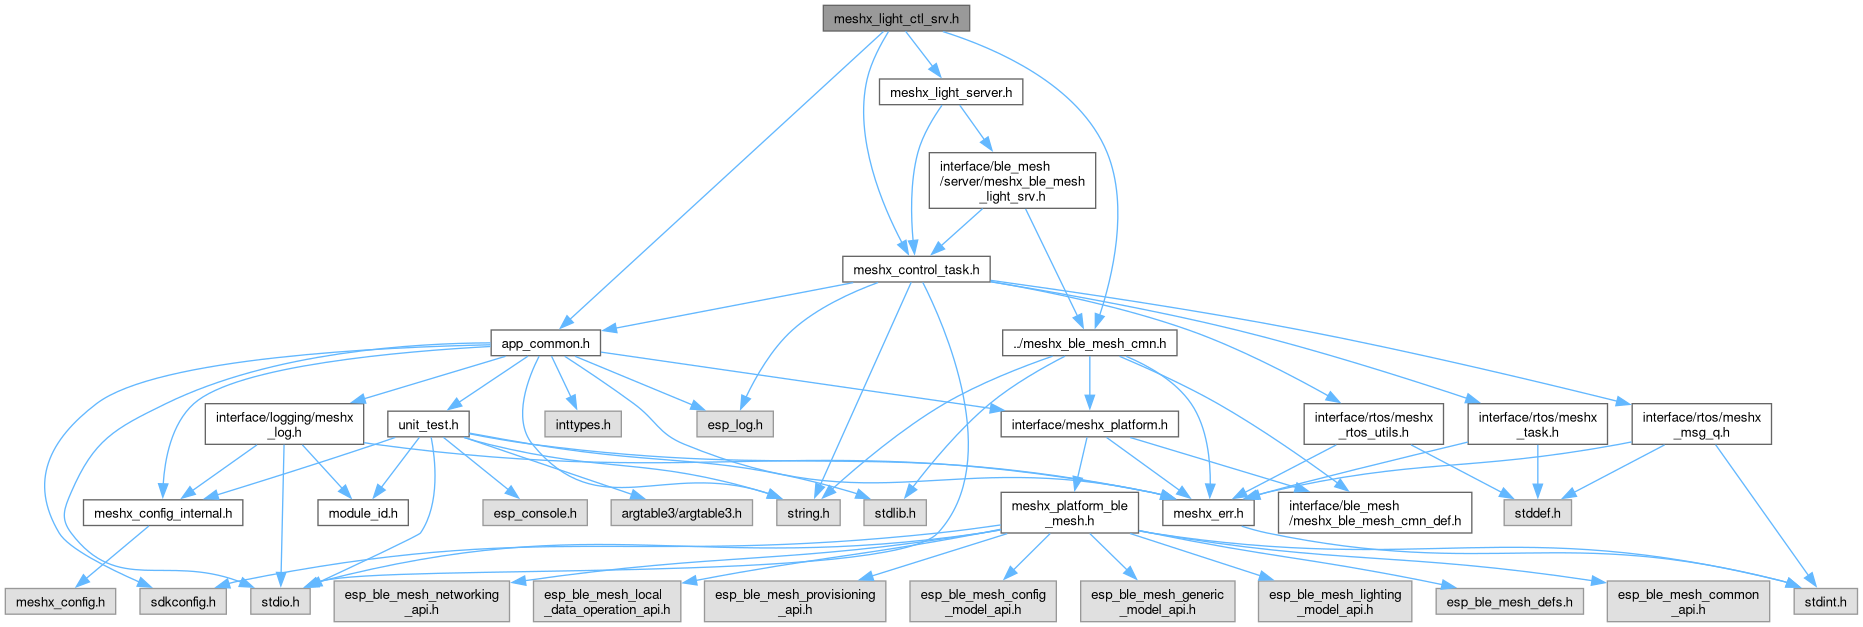 meshx_light_ctl_srv.h
meshx_light_server.h
interface/ble_mesh
/server/meshx_ble_mesh
_light_srv.h
meshx_control_task.h
app_common.h
../meshx_ble_mesh_cmn.h
interface/logging/meshx
_log.h
unit_test.h
inttypes.h
esp_log.h
interface/meshx_platform.h
interface/rtos/meshx
_rtos_utils.h
interface/rtos/meshx
_task.h
interface/rtos/meshx
_msg_q.h
meshx_config_internal.h
module_id.h
esp_console.h
argtable3/argtable3.h
string.h
stdlib.h
meshx_platform_ble
_mesh.h
meshx_err.h
interface/ble_mesh
/meshx_ble_mesh_cmn_def.h
stddef.h
meshx_config.h
sdkconfig.h
stdio.h
esp_ble_mesh_networking
_api.h
esp_ble_mesh_local
_data_operation_api.h
esp_ble_mesh_provisioning
_api.h
esp_ble_mesh_config
_model_api.h
esp_ble_mesh_generic
_model_api.h
esp_ble_mesh_lighting
_model_api.h
esp_ble_mesh_defs.h
esp_ble_mesh_common
_api.h
stdint.h